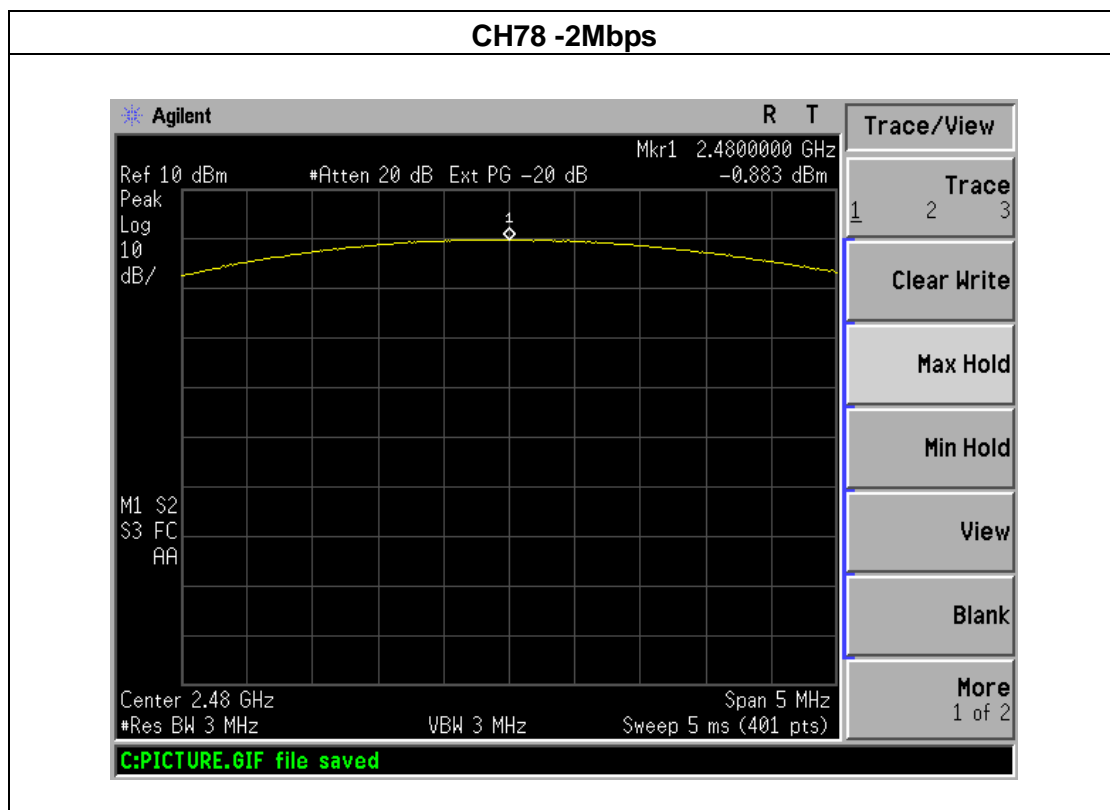 CH78 -2Mbps
Agilent R T
Mkr1 2.4800000 GHz
Ref 10 dBm #Atten 20 dB Ext PG -20 dB -0.883 dBm
Peak
Log
10
dB/
1
M1 S2
S3 FC
AA
Center 2.48 GHz Span 5 MHz
#Res BW 3 MHz VBW 3 MHz Sweep 5 ms (401 pts)
C:PICTURE.GIF file saved
Trace/View
Trace
1 2 3
Clear Write
Max Hold
Min Hold
View
Blank
More
1 of 2